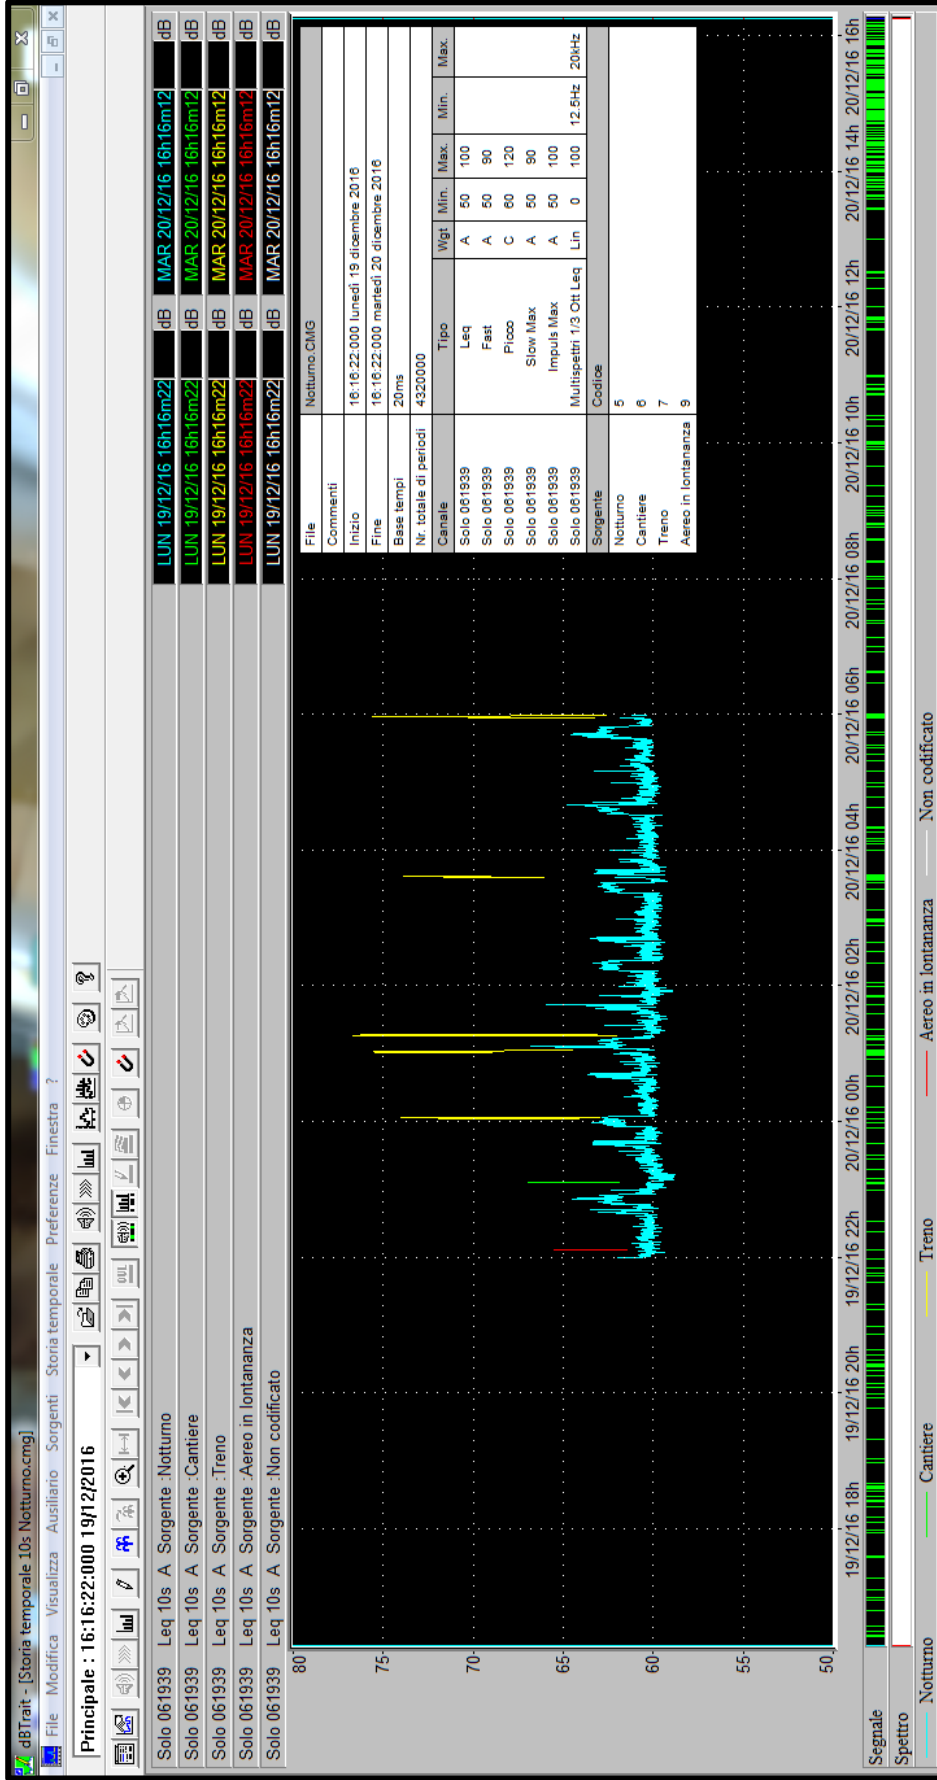 dBTrait - [Storia temporale 10s Notturno.cmg]
File Modifica Visualizza Ausiliario Sorgenti Storia temporale Preferenze Finestra ?
Principale : 16:16:22:000 19/12/2016
Solo 061939 Leq 10s A Sorgente :Notturno LUN 19/12/16 16h16m22 dB MAR 20/12/16 16h16m12 dB
Solo 061939 Leq 10s A Sorgente :Cantiere LUN 19/12/16 16h16m22 dB MAR 20/12/16 16h16m12 dB
Solo 061939 Leq 10s A Sorgente :Treno LUN 19/12/16 16h16m22 dB MAR 20/12/16 16h16m12 dB
Solo 061939 Leq 10s A Sorgente :Aereo in lontananza LUN 19/12/16 16h16m22 dB MAR 20/12/16 16h16m12 dB
Solo 061939 Leq 10s A Sorgente :Non codificato LUN 19/12/16 16h16m22 dB MAR 20/12/16 16h16m12 dB
80
75
70
65
60
55
50
File Notturno.CMG
Commenti
Inizio 16:16:22:000 lunedì 19 dicembre 2016
Fine 16:16:22:000 martedì 20 dicembre 2016
Base tempi 20ms
Nr. totale di periodi 4320000
Canale Tipo Wgt Min. Max. Min. Max.
Solo 061939 Leq A 50 100
Solo 061939 Fast A 50 90
Solo 061939 Picco C 60 120
Solo 061939 Slow Max A 50 90
Solo 061939 Impuls Max A 50 100
Solo 061939 Multispettri 1/3 Ott Leq Lin 0 100 12.5Hz 20kHz
Sorgente Codice
Notturno 5
Cantiere 6
Treno 7
Aereo in lontananza 9
19/12/16 18h 19/12/16 20h 19/12/16 22h 20/12/16 00h 20/12/16 02h 20/12/16 04h 20/12/16 06h 20/12/16 08h 20/12/16 10h 20/12/16 12h 20/12/16 14h 20/12/16 16h
Segnale
Spettro
Notturno Cantiere Treno Aereo in lontananza Non codificato